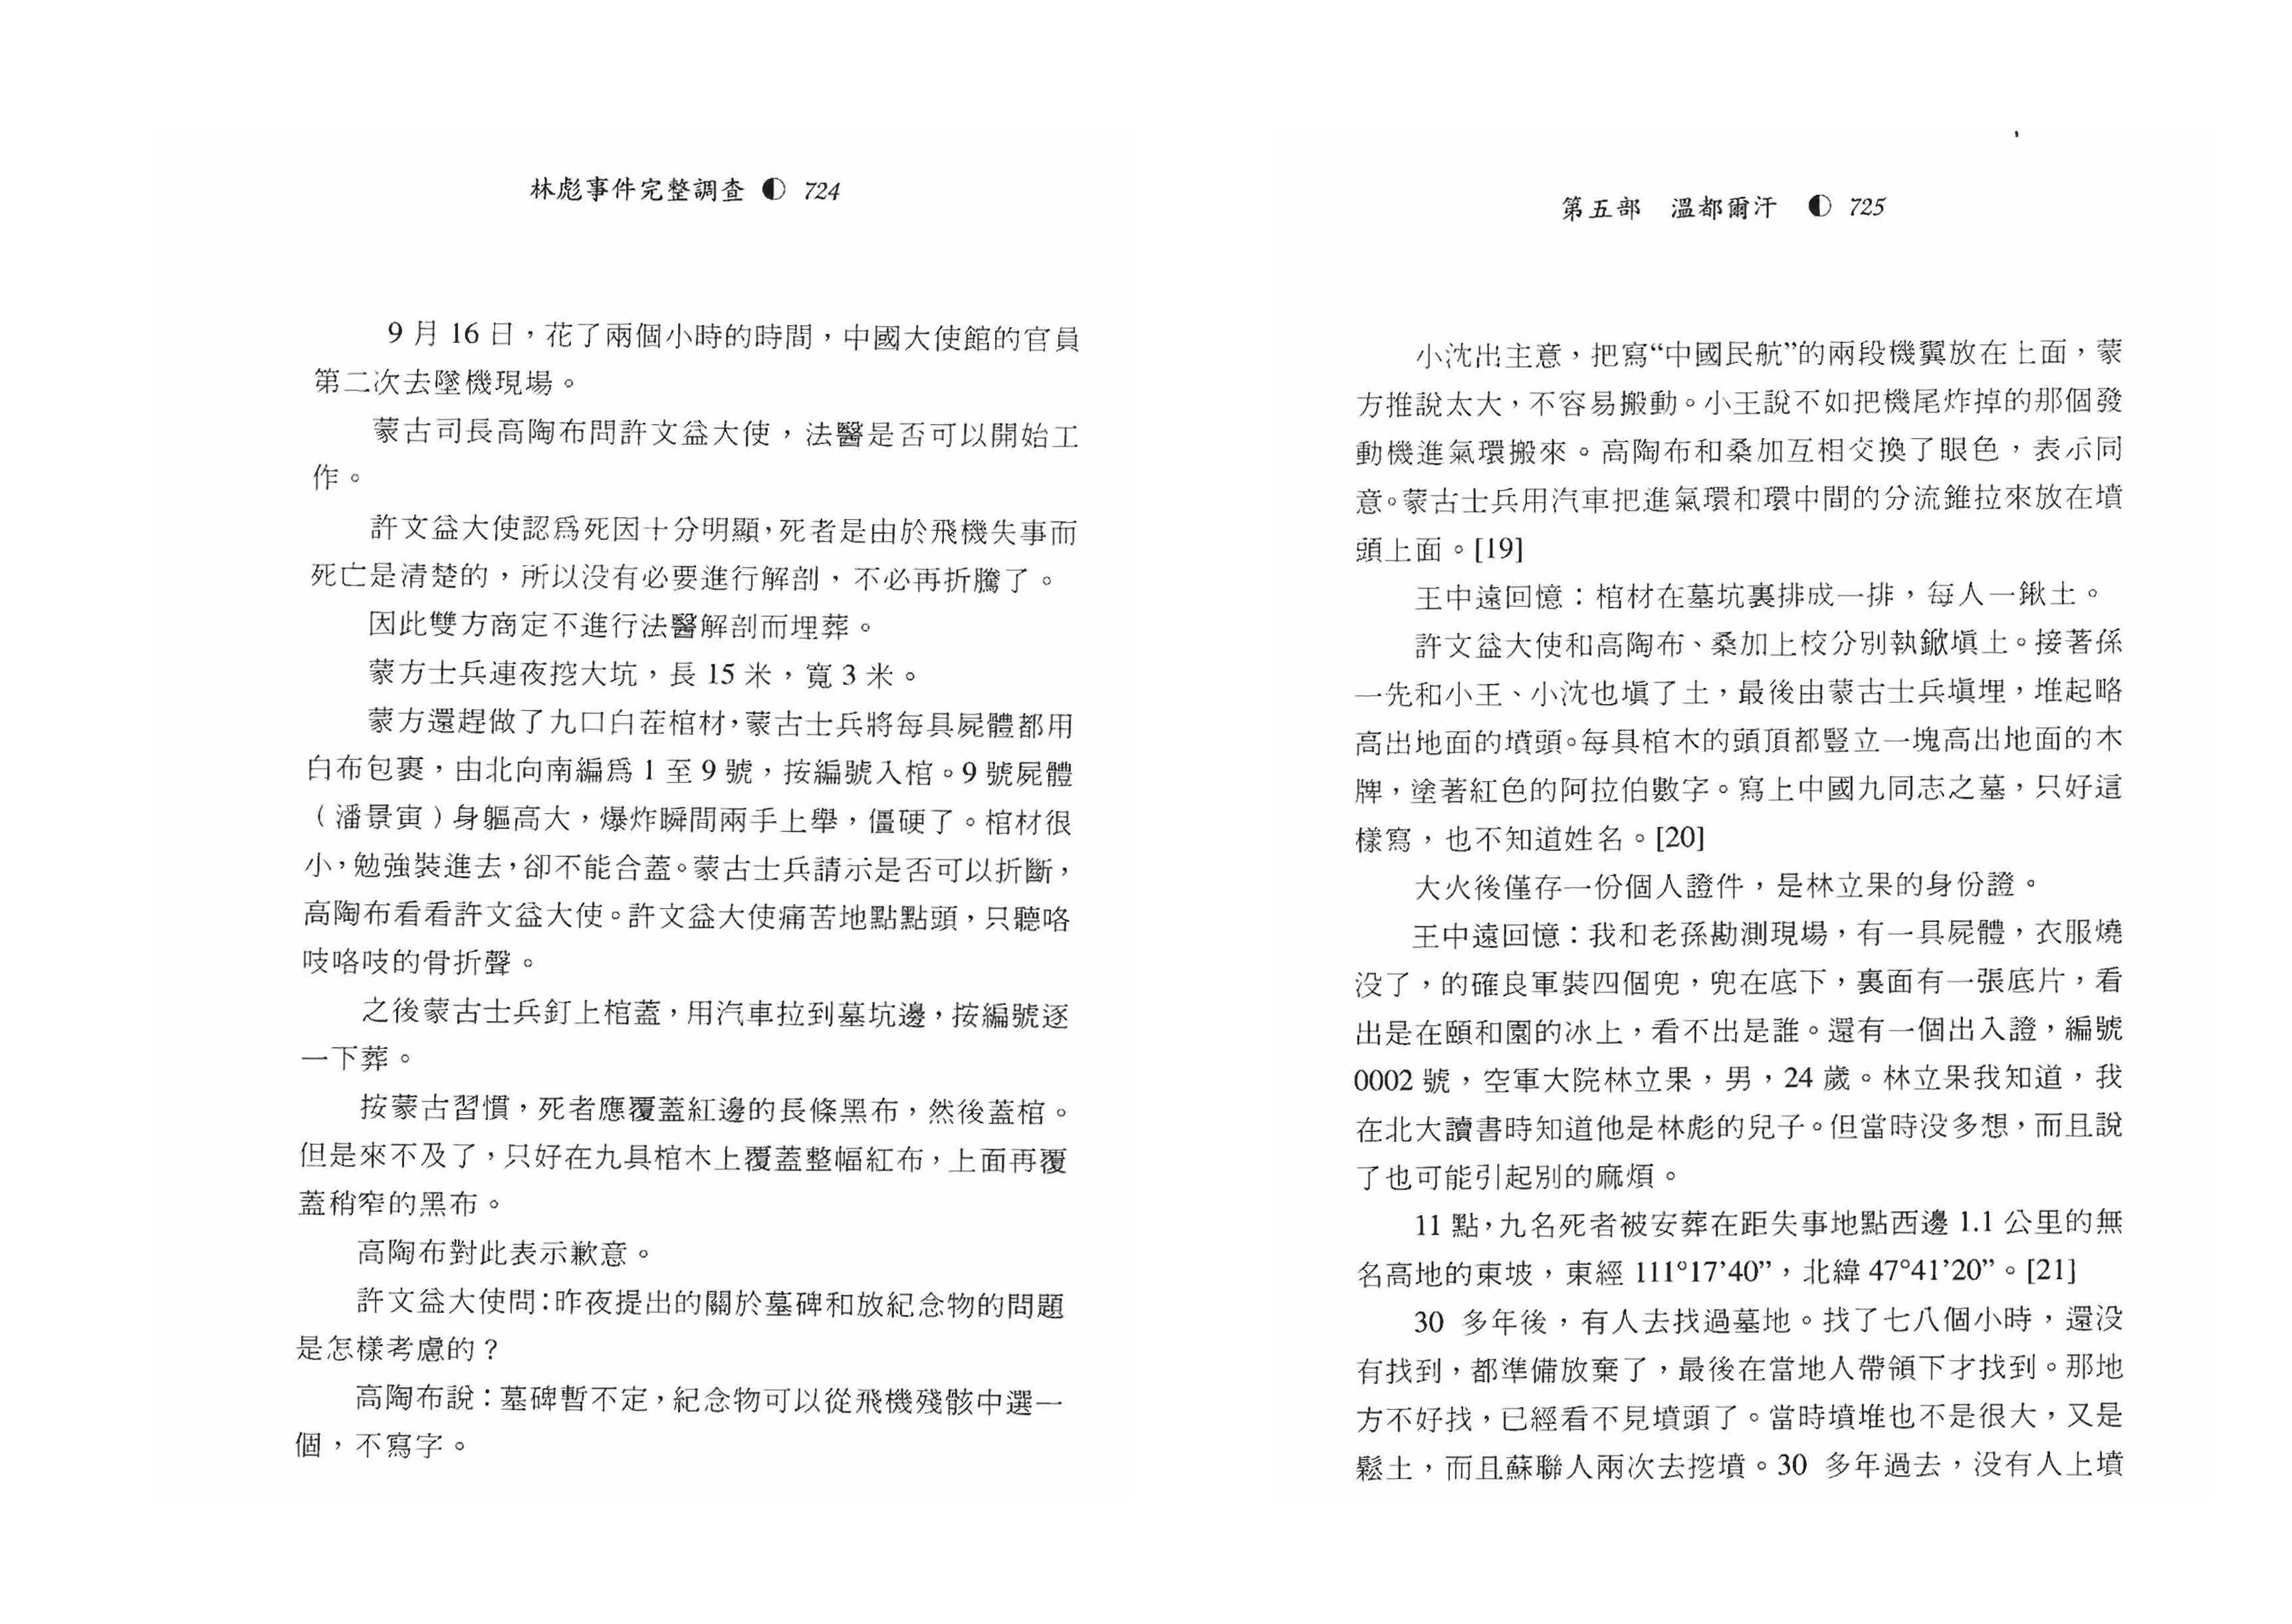 林彪事件完整調查 ◐ 724
9 月 16 日，花了兩個小時的時間，中國大使館的官員
第二次去墜機現場。
蒙古司長高陶布問許文益大使，法醫是否可以開始工
作。
許文益大使認爲死因十分明顯，死者是由於飛機失事而
死亡是清楚的，所以没有必要進行解剖，不必再折騰了。
因此雙方商定不進行法醫解剖而埋葬。
蒙方士兵連夜挖大坑，長 15 米，寬 3 米。
蒙方還趕做了九口白茬棺材，蒙古士兵將每具屍體都用
白布包裹，由北向南編爲 1 至 9 號，按編號入棺。9 號屍體
（潘景寅）身軀高大，爆炸瞬間兩手上舉，僵硬了。棺材很
小，勉強裝進去，卻不能合蓋。蒙古士兵請示是否可以折斷，
高陶布看看許文益大使。許文益大使痛苦地點點頭，只聽咯
吱咯吱的骨折聲。
之後蒙古士兵釘上棺蓋，用汽車拉到墓坑邊，按編號逐
一下葬。
按蒙古習慣，死者應覆蓋紅邊的長條黑布，然後蓋棺。
但是來不及了，只好在九具棺木上覆蓋整幅紅布，上面再覆
蓋稍窄的黑布。
高陶布對此表示歉意。
許文益大使問：昨夜提出的關於墓碑和放紀念物的問題
是怎樣考慮的？
高陶布說：墓碑暫不定，紀念物可以從飛機殘骸中選一
個，不寫字。
第五部 溫都爾汗 ◐ 725
小沈出主意，把寫“中國民航”的兩段機翼放在上面，蒙
方推說太大，不容易搬動。小王說不如把機尾炸掉的那個發
動機進氣環搬來。高陶布和桑加互相交換了眼色，表示同
意。蒙古士兵用汽車把進氣環和環中間的分流錐拉來放在墳
頭上面。[19]
王中遠回憶：棺材在墓坑裏排成一排，每人一鍬土。
許文益大使和高陶布、桑加上校分別執鍁填土。接著孫
一先和小王、小沈也填了土，最後由蒙古士兵填埋，堆起略
高出地面的墳頭。每具棺木的頭頂都豎立一塊高出地面的木
牌，塗著紅色的阿拉伯數字。寫上中國九同志之墓，只好這
樣寫，也不知道姓名。[20]
大火後僅存一份個人證件，是林立果的身份證。
王中遠回憶：我和老孫勘測現場，有一具屍體，衣服燒
没了，的確良軍裝四個兜，兜在底下，裏面有一張底片，看
出是在頤和園的冰上，看不出是誰。還有一個出入證，編號
0002 號，空軍大院林立果，男，24 歲。林立果我知道，我
在北大讀書時知道他是林彪的兒子。但當時没多想，而且說
了也可能引起別的麻煩。
11 點，九名死者被安葬在距失事地點西邊 1.1 公里的無
名高地的東坡，東經 111°17’40”，北緯 47°41’20”。[21]
30 多年後，有人去找過墓地。找了七八個小時，還没
有找到，都準備放棄了，最後在當地人帶領下才找到。那地
方不好找，已經看不見墳頭了。當時墳堆也不是很大，又是
鬆土，而且蘇聯人兩次去挖墳。30 多年過去，没有人上墳